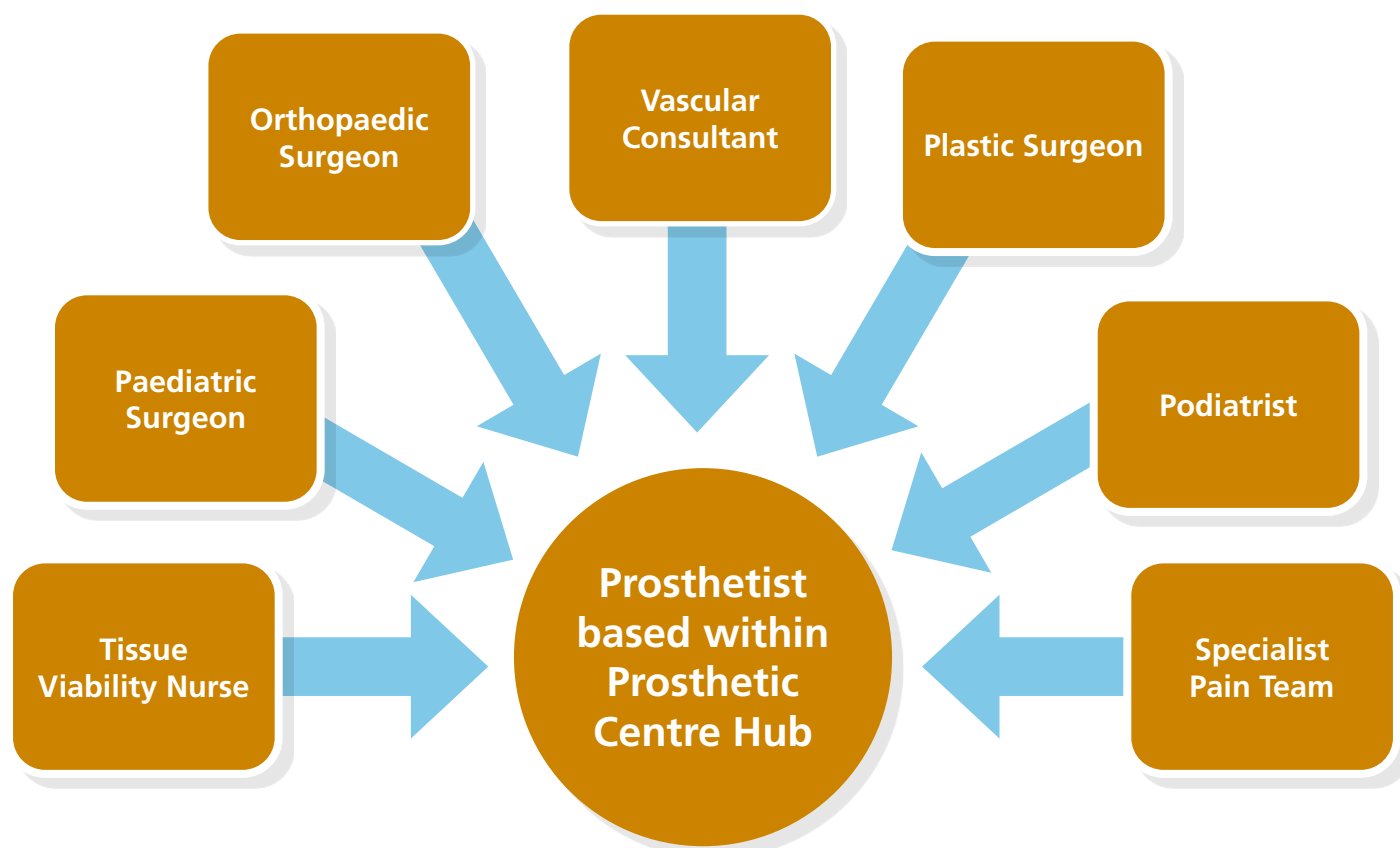 Orthopaedic
Surgeon
Vascular
Consultant
Plastic Surgeon
Paediatric
Surgeon
Podiatrist
Tissue
Viability Nurse
Prosthetist
based within
Prosthetic
Centre Hub
Specialist
Pain Team